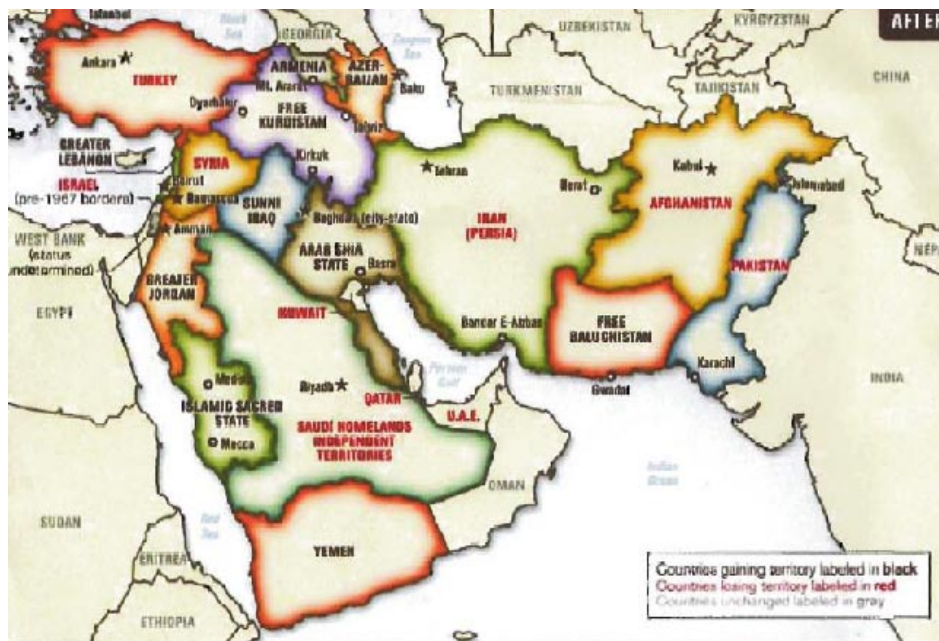 AFTER
Istanbul
Black
Sea
GEORGIA
Caspian
Sea
UZBEKISTAN
KYRGYZSTAN
Ankara
TURKEY
ARMENIA
Mt. Ararat
AZER-
BAIJAN
Baku
TURKMENISTAN
TAJIKISTAN
CHINA
Dyarbakir
FREE
KURDISTAN
Tabriz
GREATER
LEBANON
SYRIA
Kirkuk
Tehran
Herat
Kabul
Islamabad
ISRAEL
(pre-1967 borders)
Beirut
Damascus
SUNNI
IRAQ
Baghdad (city-state)
IRAN
(PERSIA)
AFGHANISTAN
WEST BANK
(status
undetermined)
Amman
ARAB SHIA
STATE
Basra
PAKISTAN
GREATER
JORDAN
EGYPT
KUWAIT
Bandar E-Abbas
FREE
BALUCHISTAN
Karachi
Persian
Gulf
Gwadar
INDIA
Riyadh
ISLAMIC SACRED
STATE
Mecca
QATAR
U.A.E.
SAUDI HOMELANDS
INDEPENDENT
TERRITORIES
OMAN
Indian
Ocean
SUDAN
Red
Sea
YEMEN
ERITREA
ETHIOPIA
Countries gaining territory labeled in black
Countries losing territory labeled in red
Countries unchanged labeled in gray